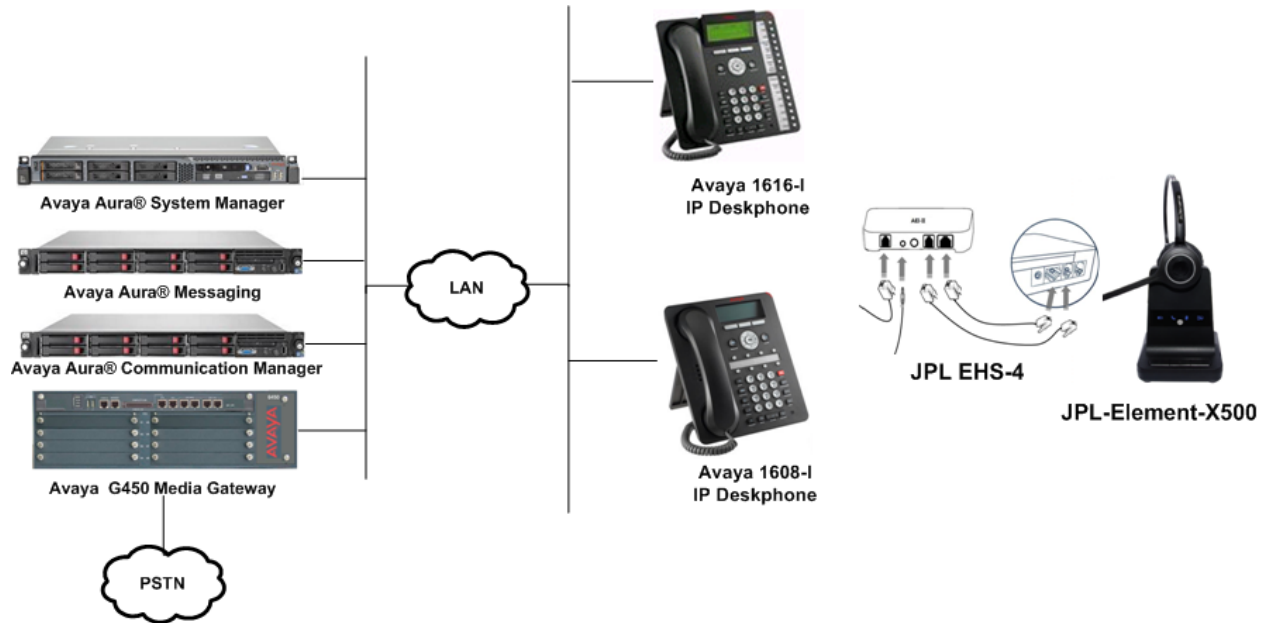 Avaya Aura® System Manager
Avaya Aura® Messaging
Avaya Aura® Communication Manager
AVAYA
Avaya G450 Media Gateway
PSTN
LAN
Avaya 1616-I
IP Deskphone
Avaya 1608-I
IP Deskphone
JPL EHS-4
JPL-Element-X500